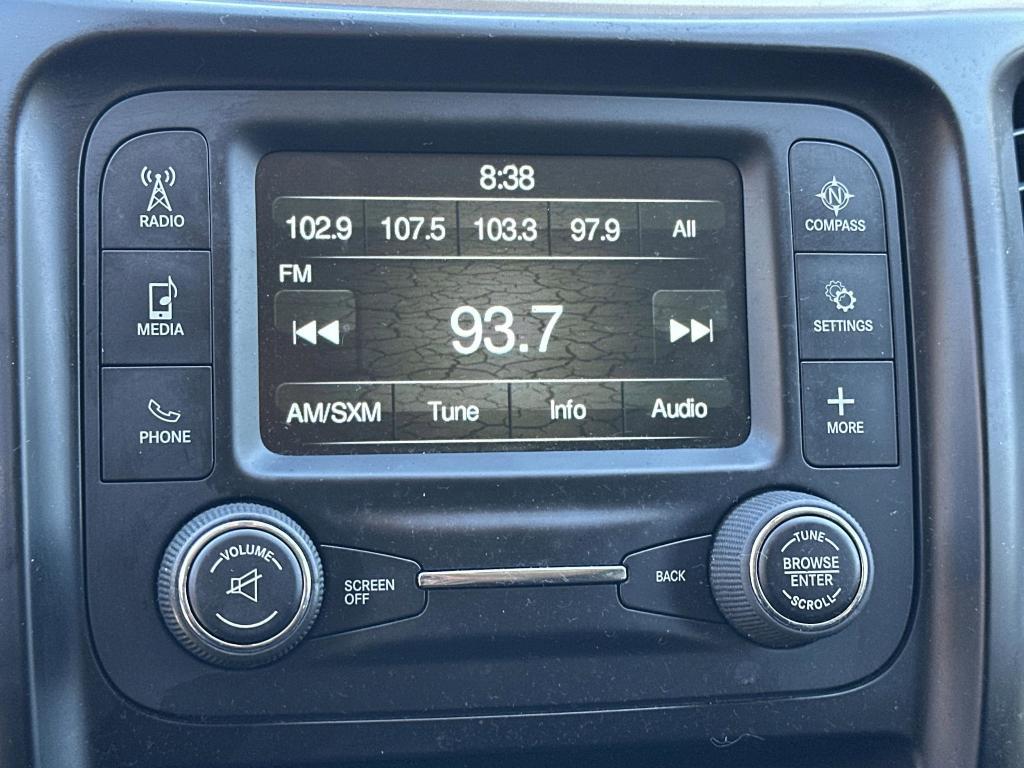 8:38
102.9 107.5 103.3 97.9 All
FM
93.7
AM/SXM Tune Info Audio
RADIO
MEDIA
PHONE
N
COMPASS
SETTINGS
MORE
VOLUME
SCREEN
OFF
BACK
TUNE
BROWSE
ENTER
SCROLL